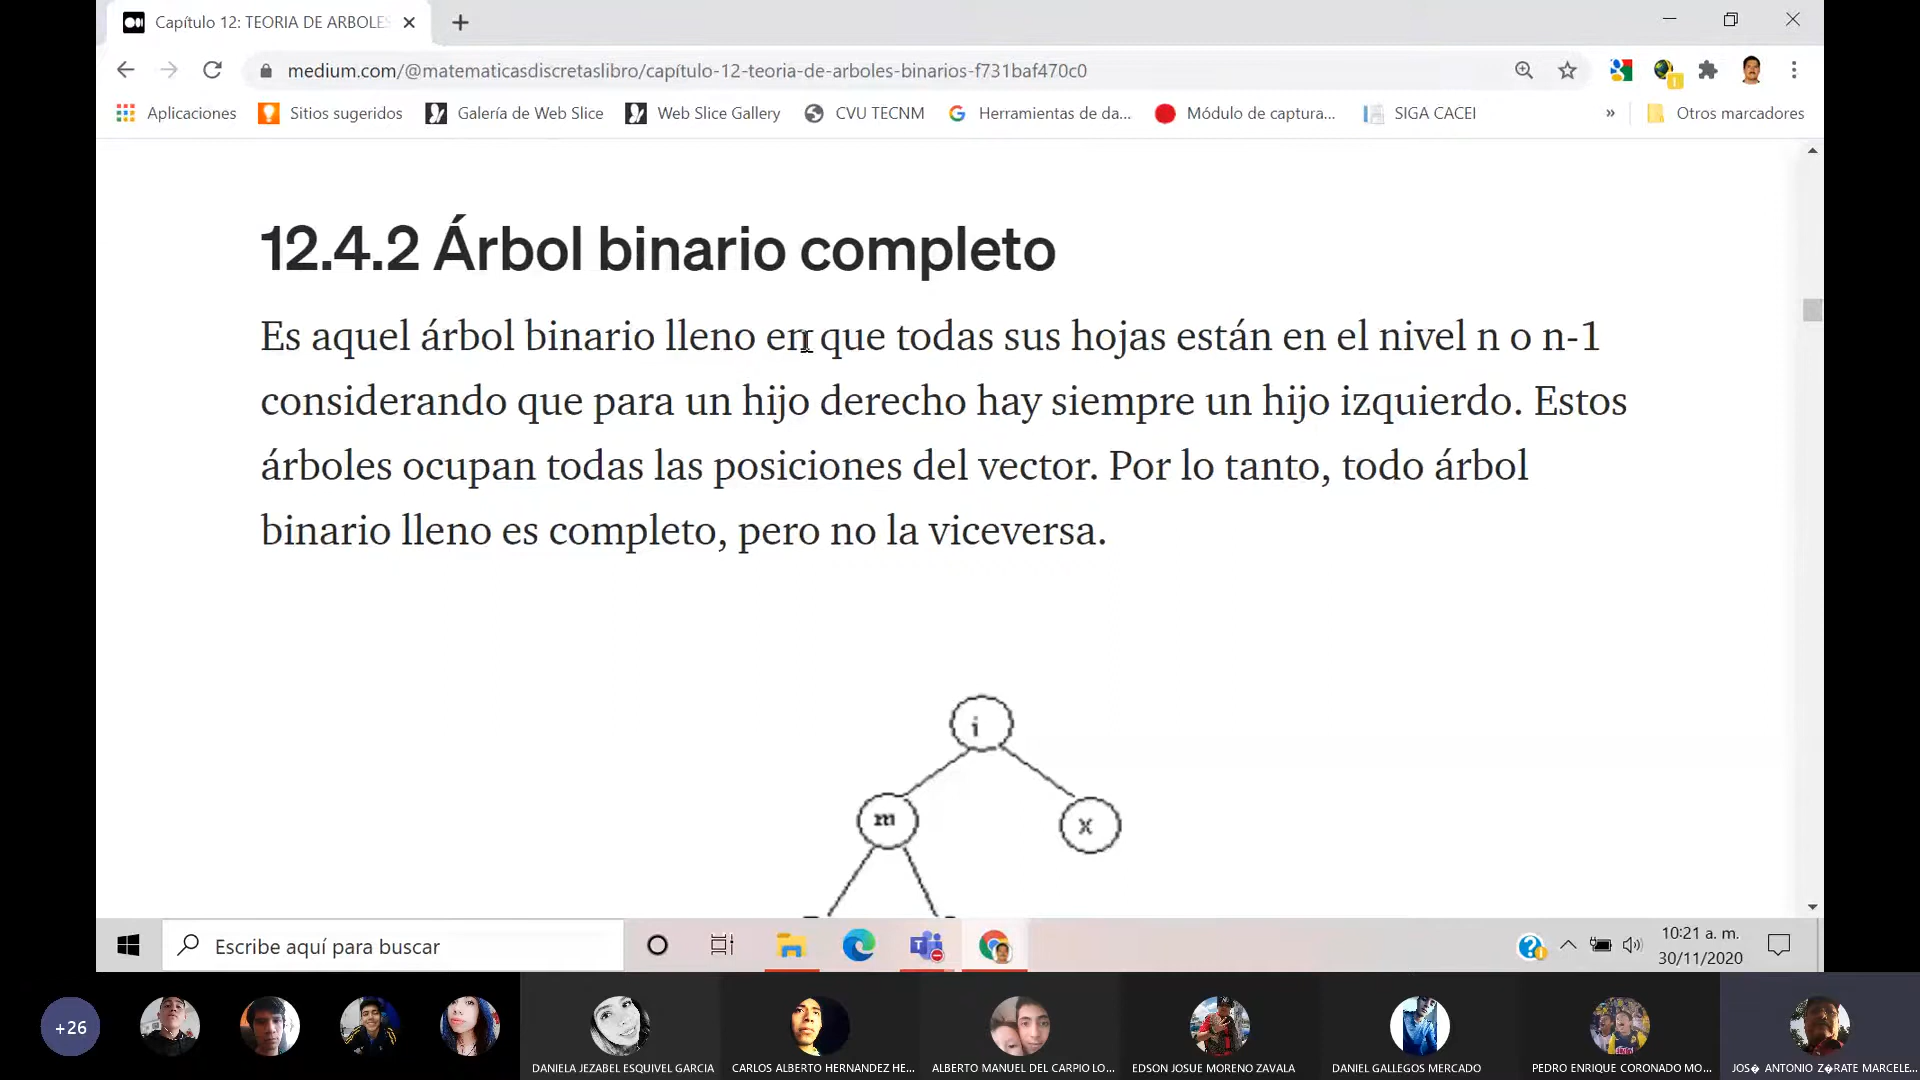 Capítulo 12: TEORIA DE ARBOLES
medium.com/@matematicasdiscretaslibro/capítulo-12-teoria-de-arboles-binarios-f731baf470c0
Aplicaciones Sitios sugeridos Galería de Web Slice Web Slice Gallery CVU TECNM Herramientas de da... Módulo de captura... SIGA CACEI » Otros marcadores
12.4.2 Árbol binario completo
Es aquel árbol binario lleno en que todas sus hojas están en el nivel n o n-1
considerando que para un hijo derecho hay siempre un hijo izquierdo. Estos
árboles ocupan todas las posiciones del vector. Por lo tanto, todo árbol
binario lleno es completo, pero no la viceversa.
i
m
x
Escribe aquí para buscar
10:21 a. m.
30/11/2020
+26
DANIELA JEZABEL ESQUIVEL GARCIA CARLOS ALBERTO HERNANDEZ HE... ALBERTO MANUEL DEL CARPIO LO... EDSON JOSUE MORENO ZAVALA DANIEL GALLEGOS MERCADO PEDRO ENRIQUE CORONADO MO... JOS� ANTONIO Z�RATE MARCELE...